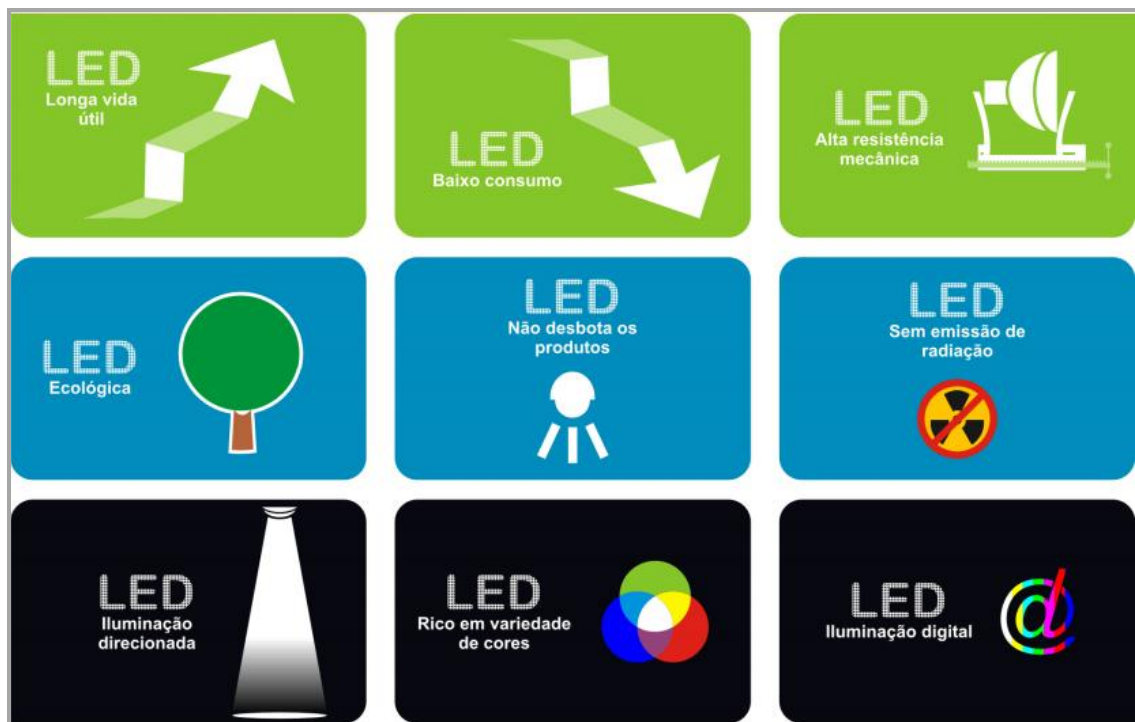 LED
Longa vida
útil
LED
Baixo consumo
LED
Alta resistência
mecânica
LED
Ecológica
LED
Não desbota os
produtos
LED
Sem emissão de
radiação
LED
Iluminação
direcionada
LED
Rico em variedade
de cores
LED
Iluminação digital